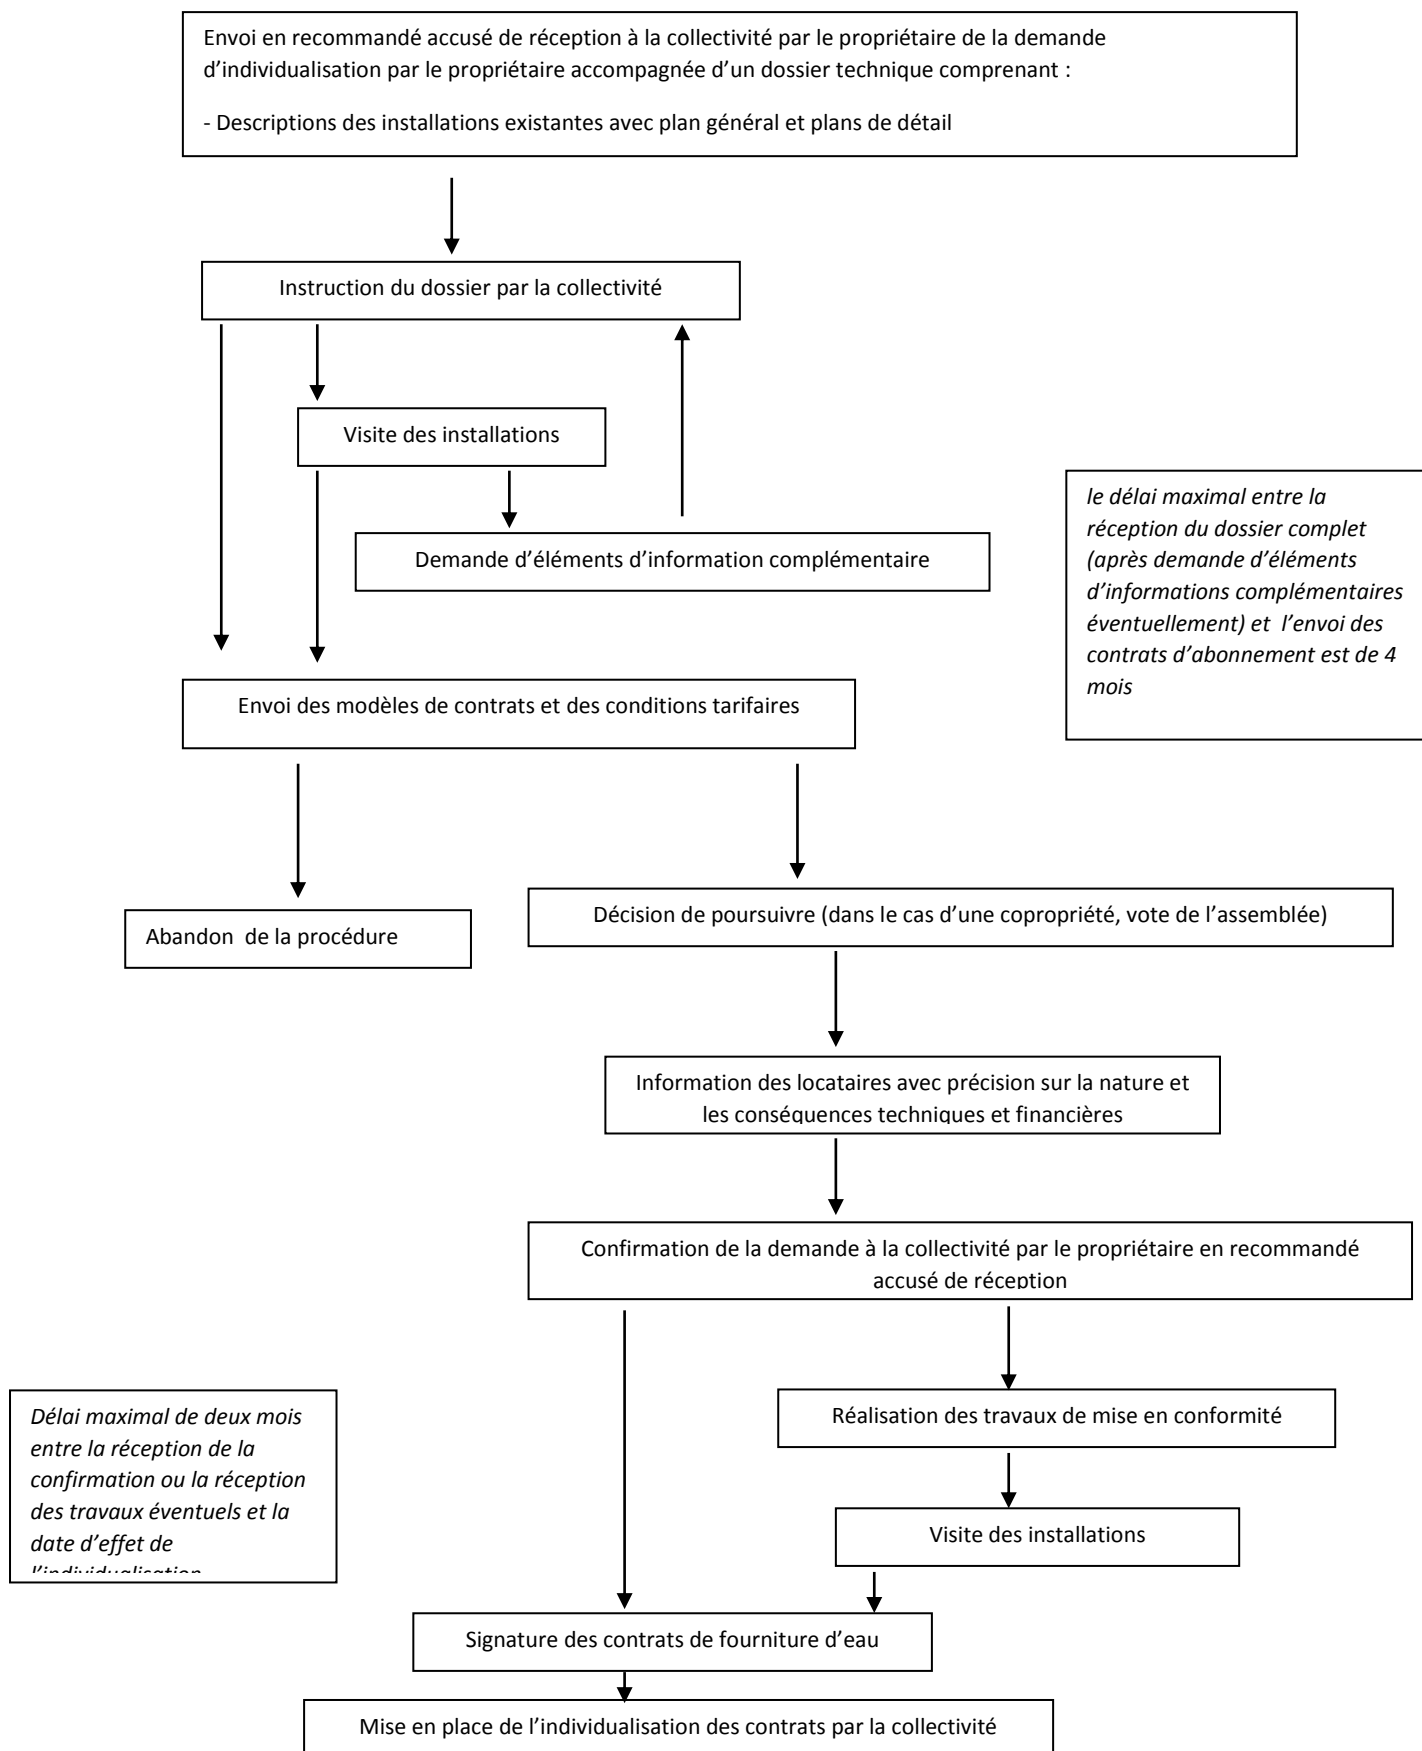 Envoi en recommandé accusé de réception à la collectivité par le propriétaire de la demande
d’individualisation par le propriétaire accompagnée d’un dossier technique comprenant :
- Descriptions des installations existantes avec plan général et plans de détail
Instruction du dossier par la collectivité
Visite des installations
Demande d’éléments d’information complémentaire
le délai maximal entre la
réception du dossier complet
(après demande d’éléments
d’informations complémentaires
éventuellement) et l’envoi des
contrats d’abonnement est de 4
mois
Envoi des modèles de contrats et des conditions tarifaires
Abandon de la procédure
Décision de poursuivre (dans le cas d’une copropriété, vote de l’assemblée)
Information des locataires avec précision sur la nature et
les conséquences techniques et financières
Confirmation de la demande à la collectivité par le propriétaire en recommandé
accusé de réception
Réalisation des travaux de mise en conformité
Délai maximal de deux mois
entre la réception de la
confirmation ou la réception
des travaux éventuels et la
date d’effet de
l’individualisation
Visite des installations
Signature des contrats de fourniture d’eau
Mise en place de l’individualisation des contrats par la collectivité